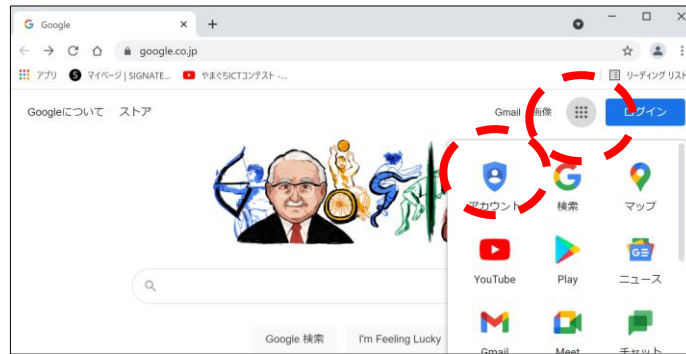 Google
google.co.jp
アプリ マイページ | SIGNATE... やまぐちICTコンテスト -... リーディング リスト
Googleについて ストア Gmail 画像 ログイン
アカウント 検索 マップ
YouTube Play ニュース
Google 検索 I'm Feeling Lucky
Gmail Meet チャット